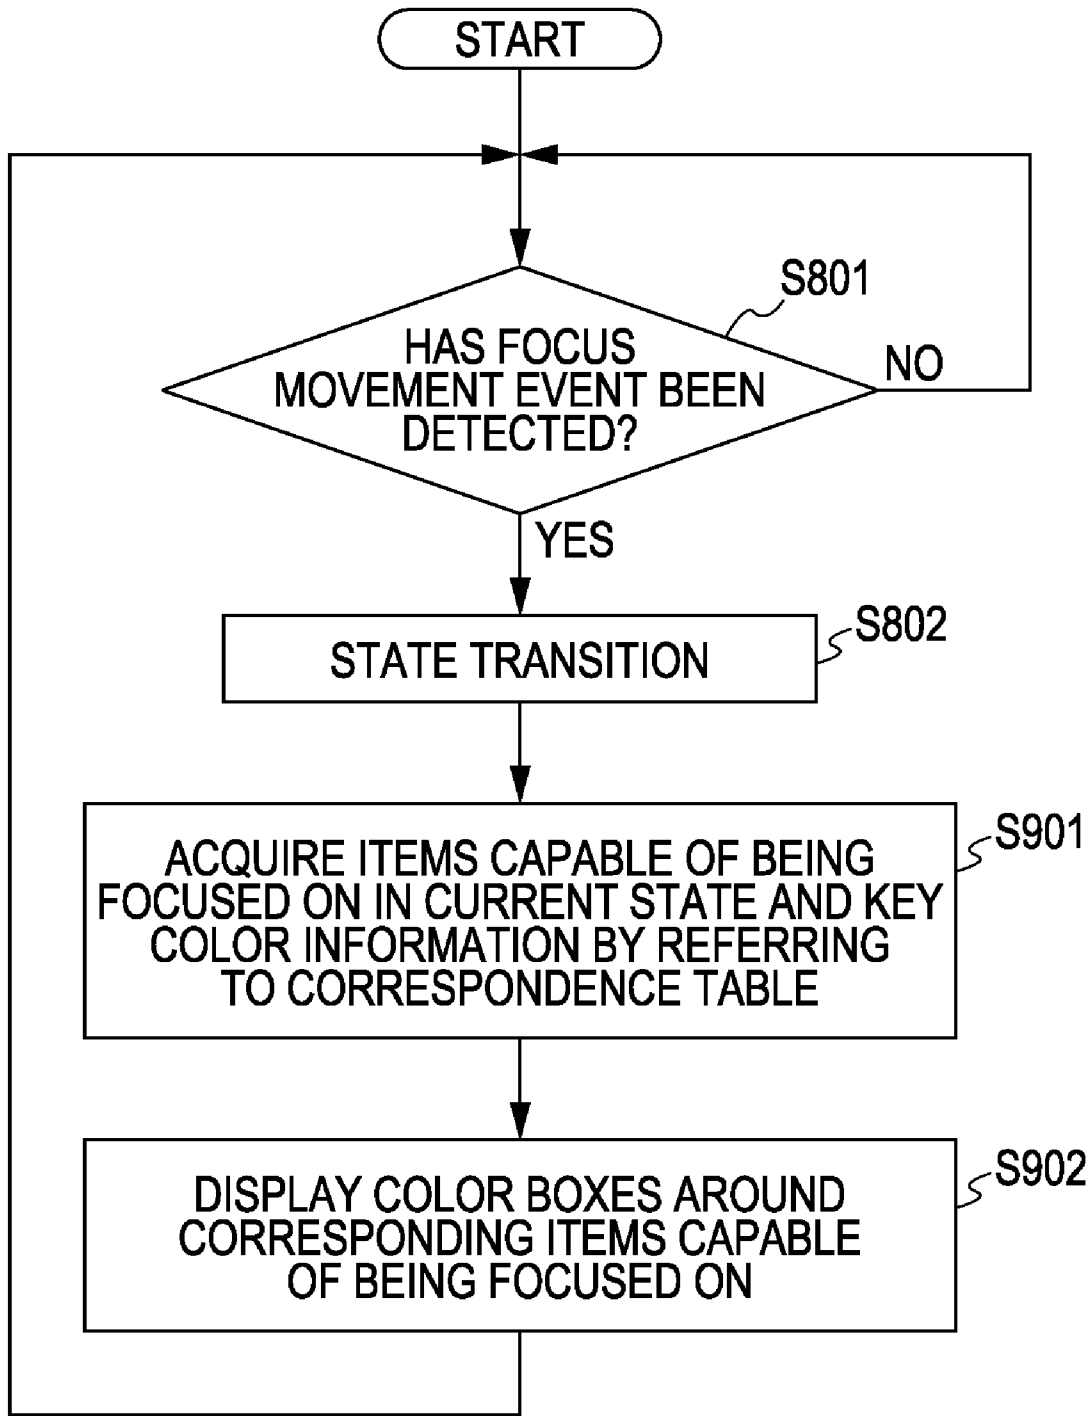 START
S801
HAS FOCUS
MOVEMENT EVENT BEEN
DETECTED?
NO
YES
S802
STATE TRANSITION
S901
ACQUIRE ITEMS CAPABLE OF BEING
FOCUSED ON IN CURRENT STATE AND KEY
COLOR INFORMATION BY REFERRING
TO CORRESPONDENCE TABLE
S902
DISPLAY COLOR BOXES AROUND
CORRESPONDING ITEMS CAPABLE
OF BEING FOCUSED ON